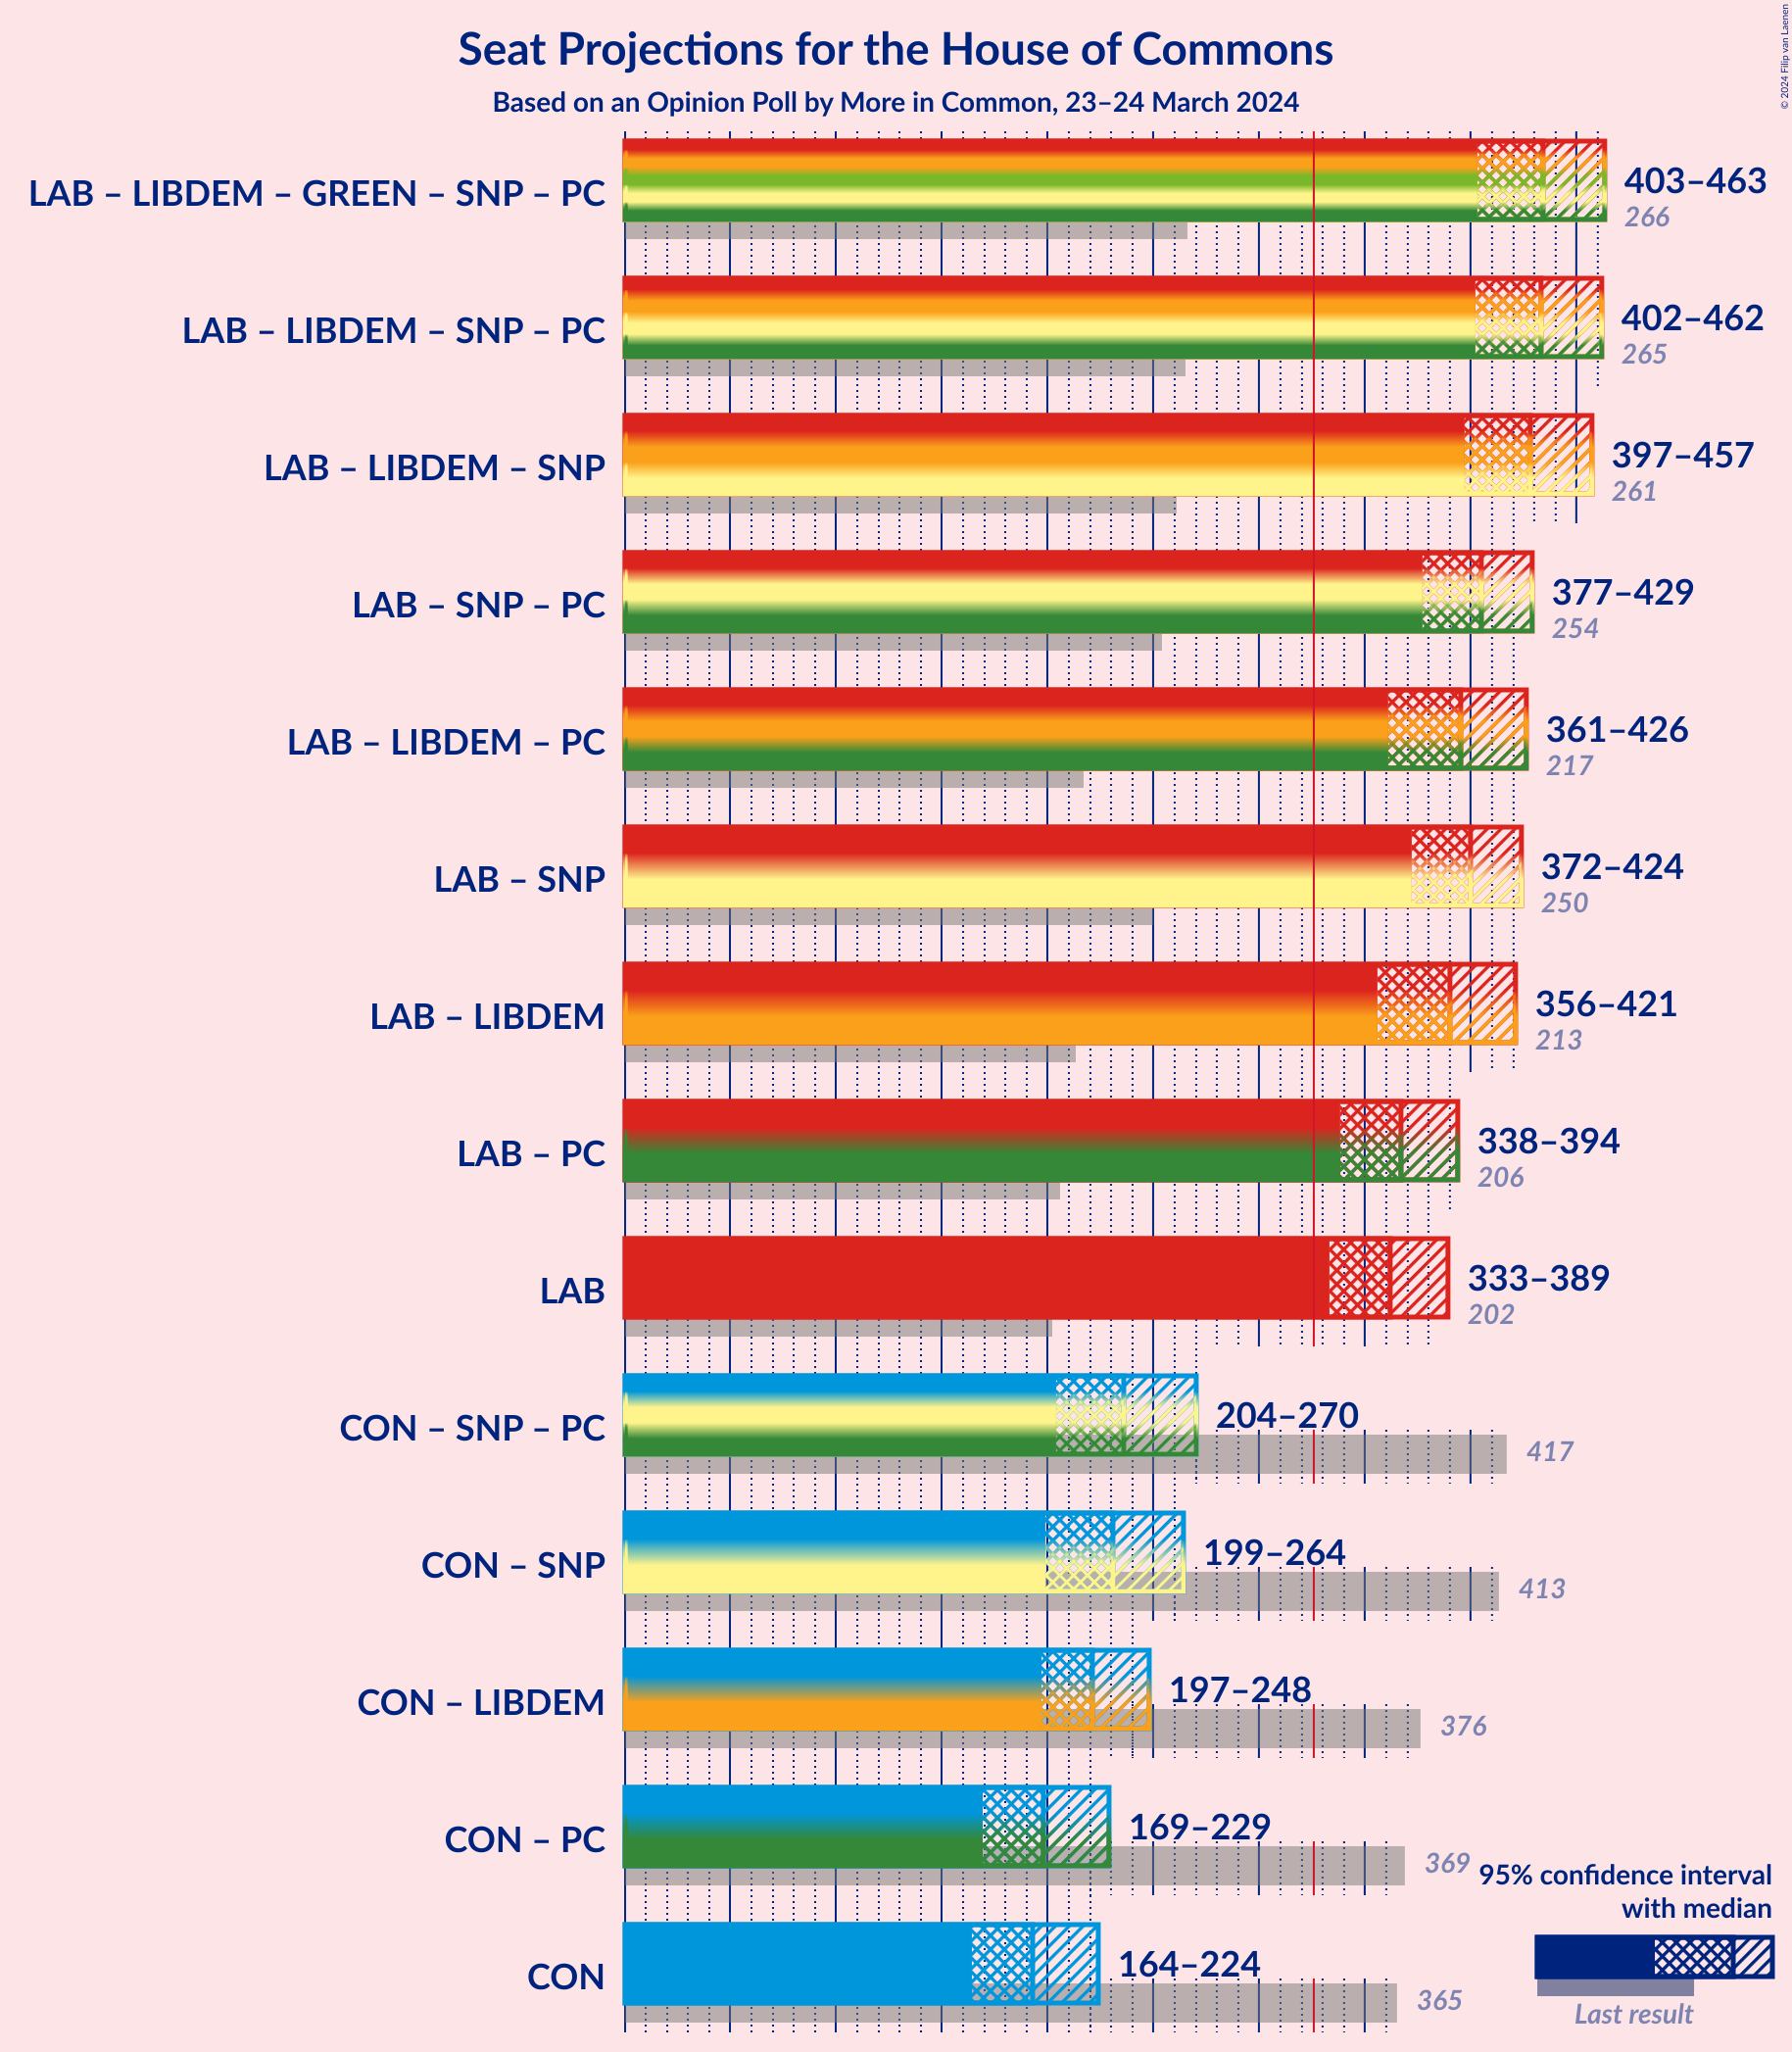 Seat Projections for the House of Commons
Based on an Opinion Poll by More in Common, 23–24 March 2024
© 2024 Filip van Laenen
LAB – LIBDEM – GREEN – SNP – PC
403–463
266
LAB – LIBDEM – SNP – PC
402–462
265
LAB – LIBDEM – SNP
397–457
261
LAB – SNP – PC
377–429
254
LAB – LIBDEM – PC
361–426
217
LAB – SNP
372–424
250
LAB – LIBDEM
356–421
213
LAB – PC
338–394
206
LAB
333–389
202
CON – SNP – PC
204–270
417
CON – SNP
199–264
413
CON – LIBDEM
197–248
376
CON – PC
169–229
369
CON
164–224
365
95% confidence interval
with median
Last result